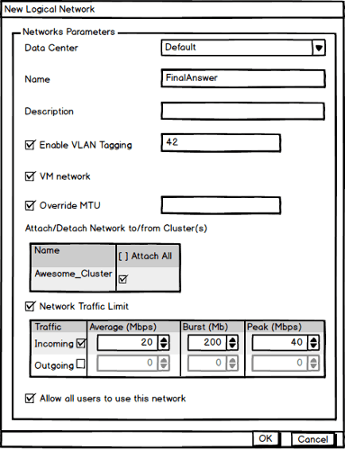 New Logical Network
Networks Parameters
Data Center Default
Name FinalAnswer
Description
Enable VLAN Tagging 42
VM network
Override MTU
Attach/Detach Network to/from Cluster(s)
Name [ ] Attach All
Awesome_Cluster
Network Traffic Limit
Traffic Average (Mbps) Burst (Mb) Peak (Mbps)
Incoming 20 200 40
Outgoing 0 0 0
Allow all users to use this network
OK Cancel